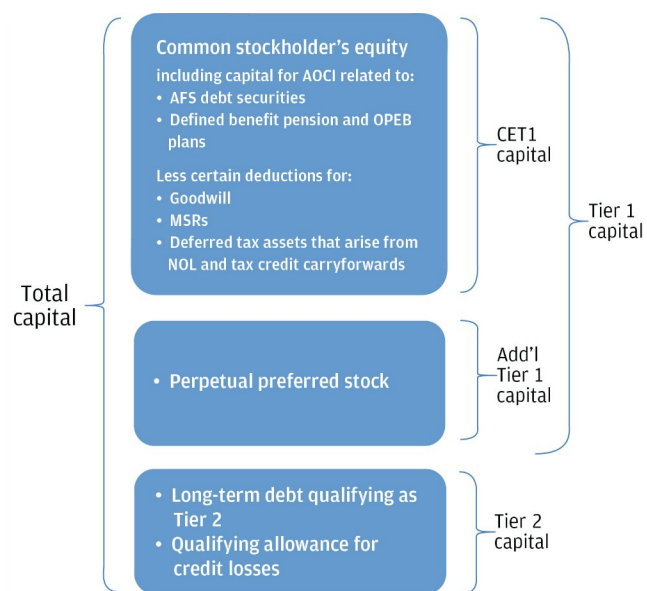 Total
capital
Common stockholder's equity
including capital for AOCI related to:
• AFS debt securities
• Defined benefit pension and OPEB
plans
Less certain deductions for:
• Goodwill
• MSRs
• Deferred tax assets that arise from
NOL and tax credit carryforwards
CET1
capital
Tier 1
capital
• Perpetual preferred stock
Add'l
Tier 1
capital
• Long-term debt qualifying as
Tier 2
• Qualifying allowance for
credit losses
Tier 2
capital